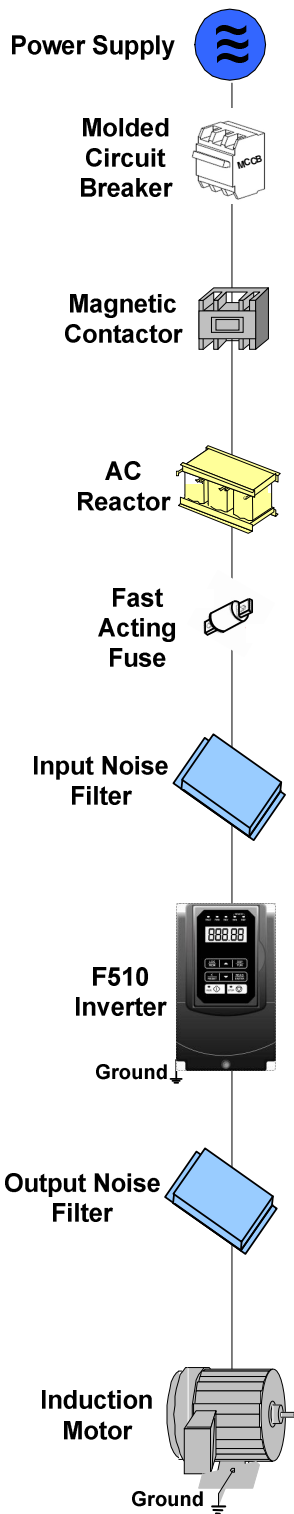 Power Supply
Molded
Circuit
Breaker
MCCB
Magnetic
Contactor
AC
Reactor
Fast
Acting
Fuse
Input Noise
Filter
F510
Inverter
Ground
Output Noise
Filter
Induction
Motor
Ground